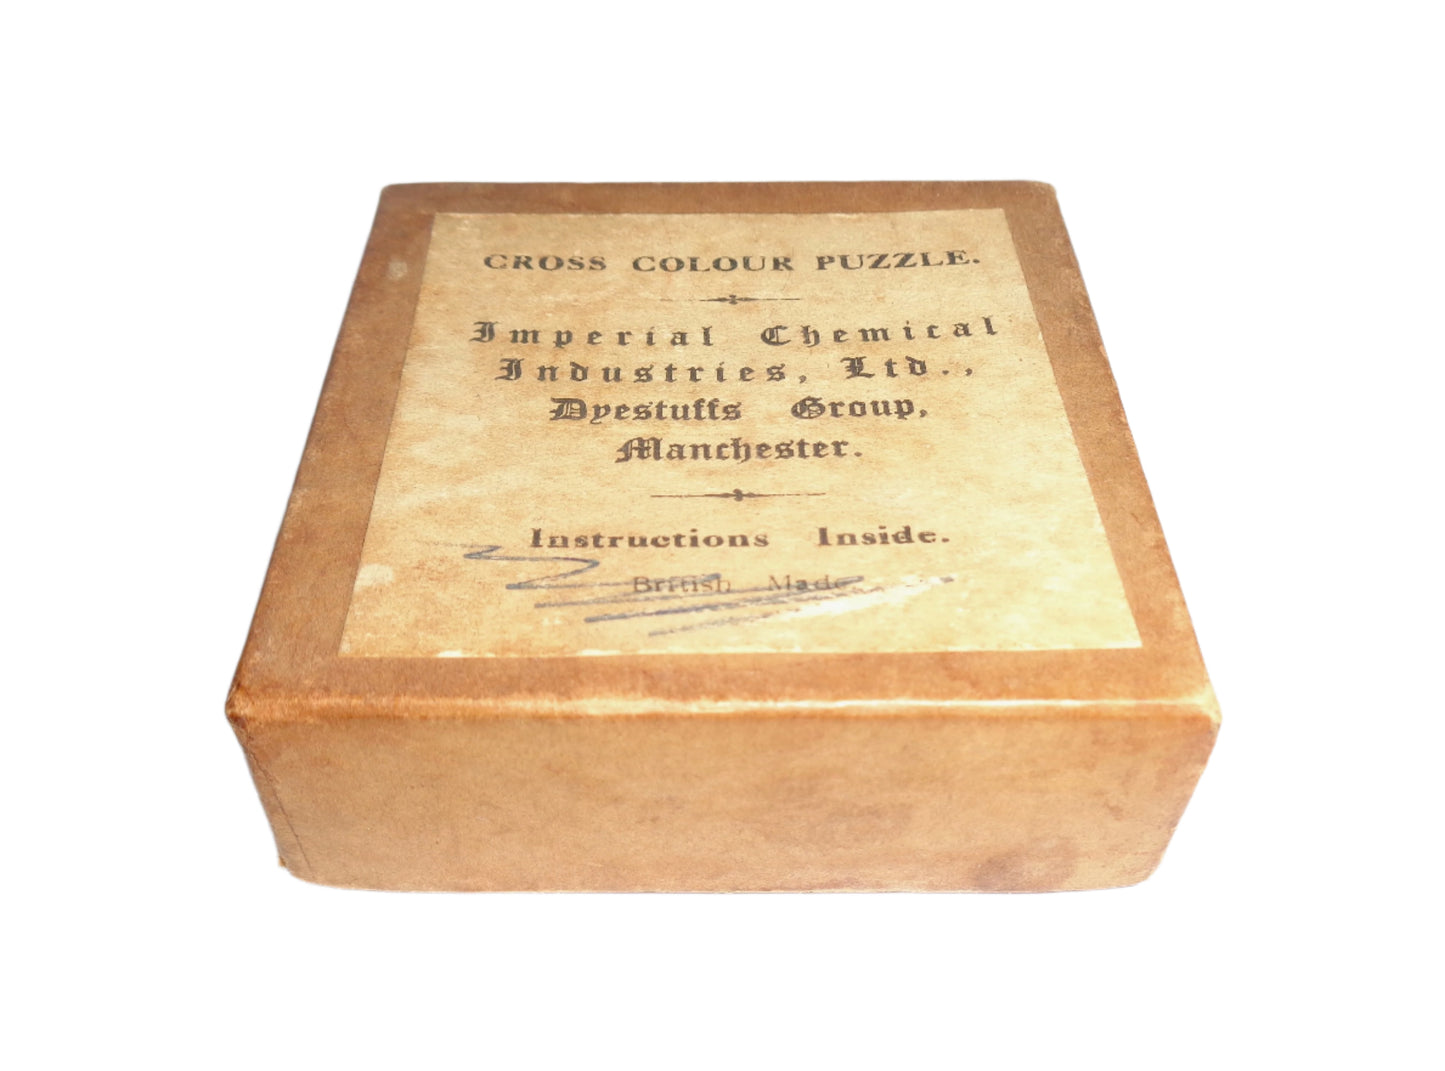 CROSS COLOUR PUZZLE.
Imperial Chemical
Industries, Ltd.,
Dyestuffs Group,
Manchester.
Instructions Inside.
British Made